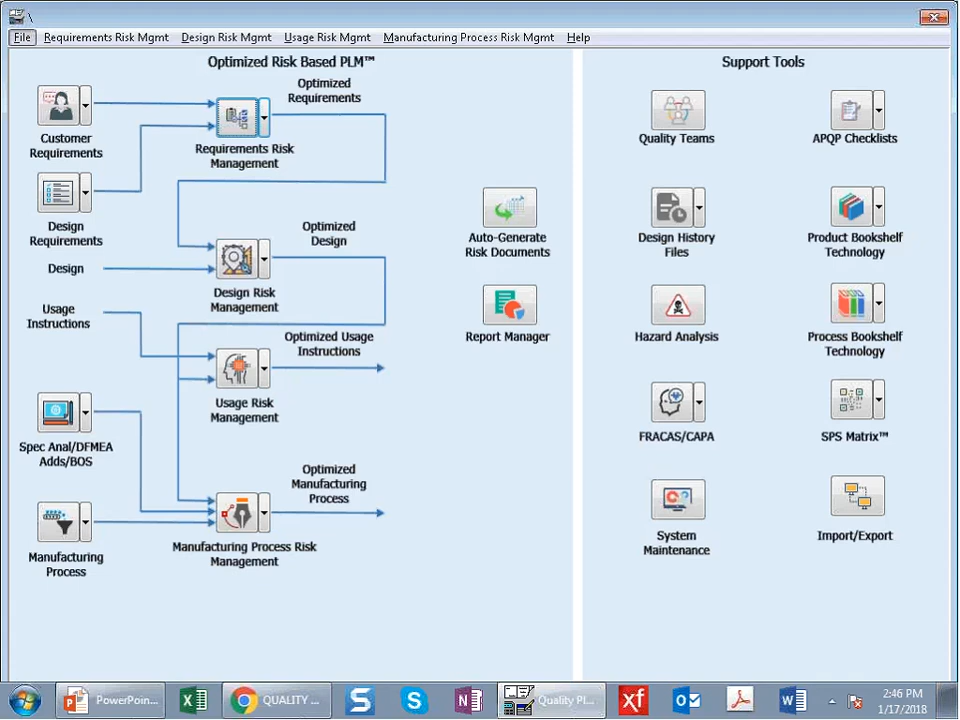 \
File Requirements Risk Mgmt Design Risk Mgmt Usage Risk Mgmt Manufacturing Process Risk Mgmt Help
Optimized Risk Based PLM™
Optimized
Requirements
Customer
Requirements
Requirements Risk
Management
Design
Requirements
Optimized
Design
Design
Design Risk
Management
Usage
Instructions
Optimized Usage
Instructions
Usage Risk
Management
Spec Anal/DFMEA
Adds/BOS
Optimized
Manufacturing
Process
Manufacturing Process Risk
Management
Manufacturing
Process
Auto-Generate
Risk Documents
Report Manager
Support Tools
Quality Teams
APQP Checklists
Design History
Files
Product Bookshelf
Technology
Hazard Analysis
Process Bookshelf
Technology
FRACAS/CAPA
SPS Matrix™
System
Maintenance
Import/Export
PowerPoin...
QUALITY ...
Quality Pl...
2:46 PM
1/17/2018